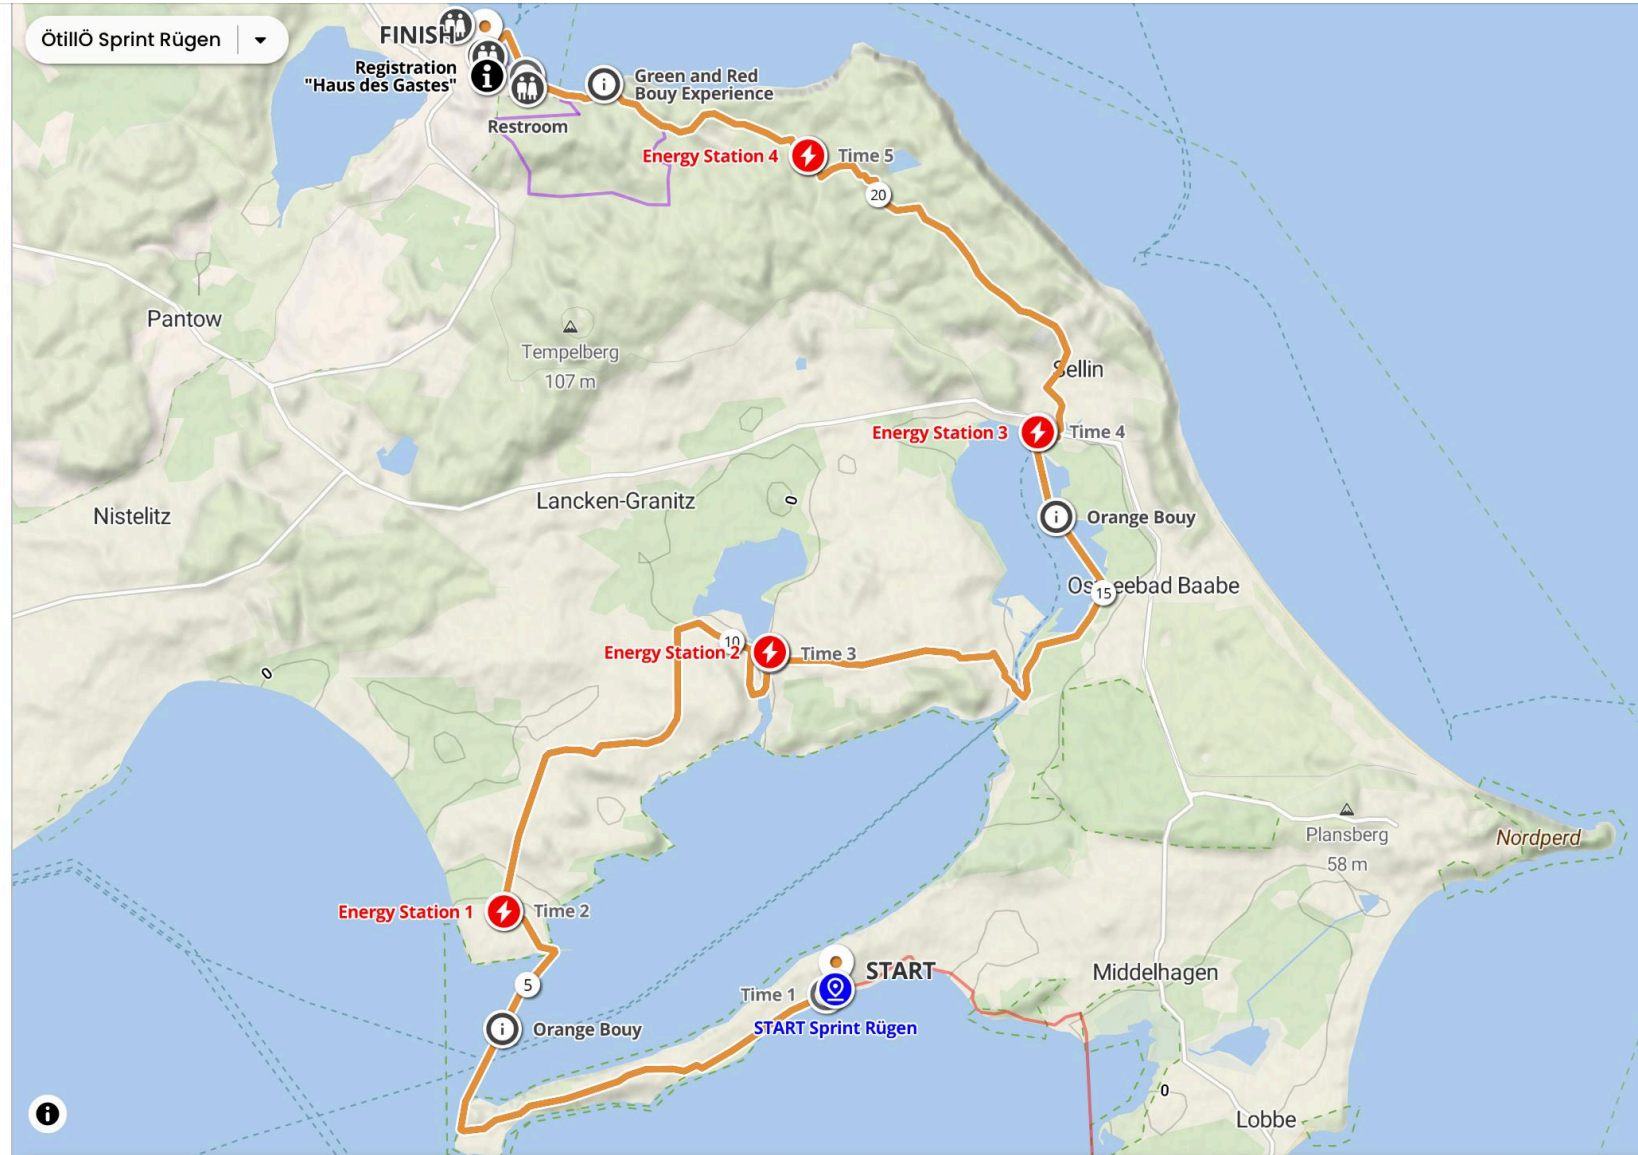 ÖtillÖ Sprint Rügen
FINISH
Registration
"Haus des Gastes"
Restroom
Green and Red
Bouy Experience
Energy Station 4
Time 5
20
Pantow
Tempelberg
107 m
Sellin
Energy Station 3
Time 4
Lancken-Granitz
0
Nistelitz
Orange Bouy
Ostseebad Baabe
15
10
Energy Station 2
Time 3
0
Plansberg
58 m
Nordperd
Energy Station 1
Time 2
START
Middelhagen
5
Time 1
START Sprint Rügen
Orange Bouy
0
Lobbe